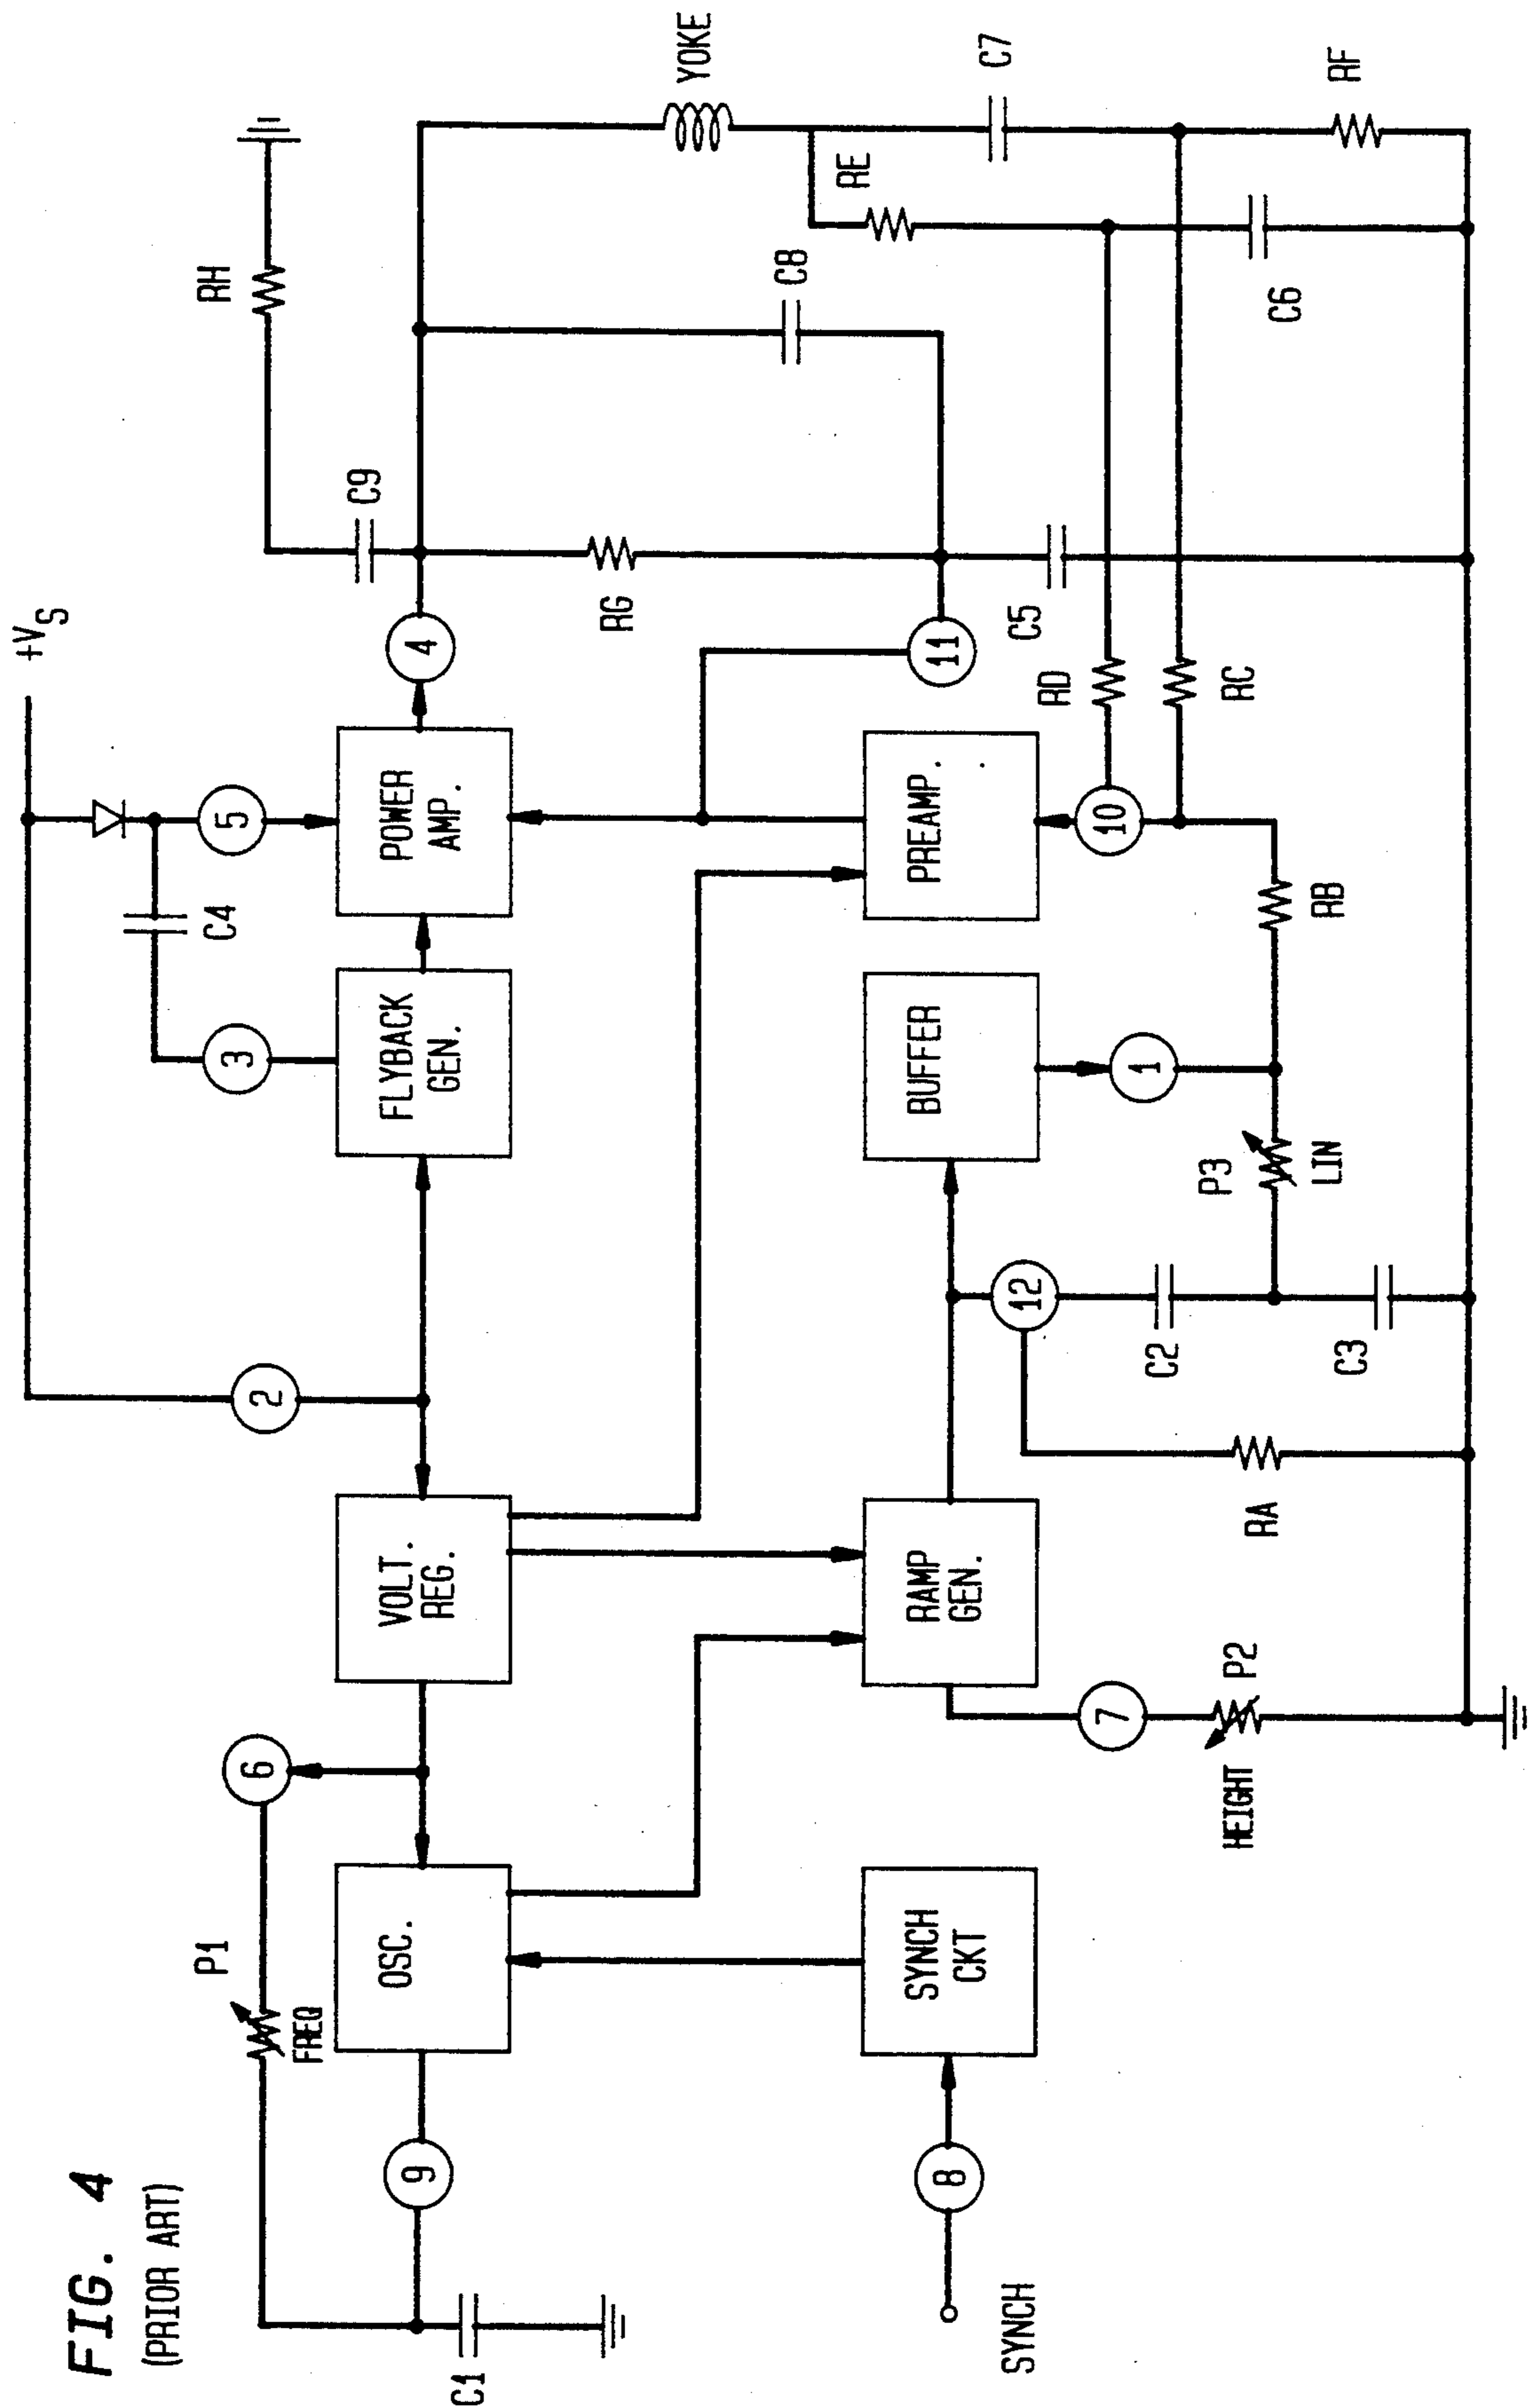 FIG. 4
(PRIOR ART)
+VS
P1
FREQ
6
2
3
C4
5
C9
RH
C1
9
OSC.
VOLT.
REG.
FLYBACK
GEN.
POWER
AMP.
4
RG
C8
YOKE
SYNCH
8
SYNCH
CKT
RAMP
GEN.
BUFFER
PREAMP.
11
C5
RE
C7
7
HEIGHT
P2
RA
12
C2
C3
1
P3
LIN
RB
10
RD
RC
C6
RF